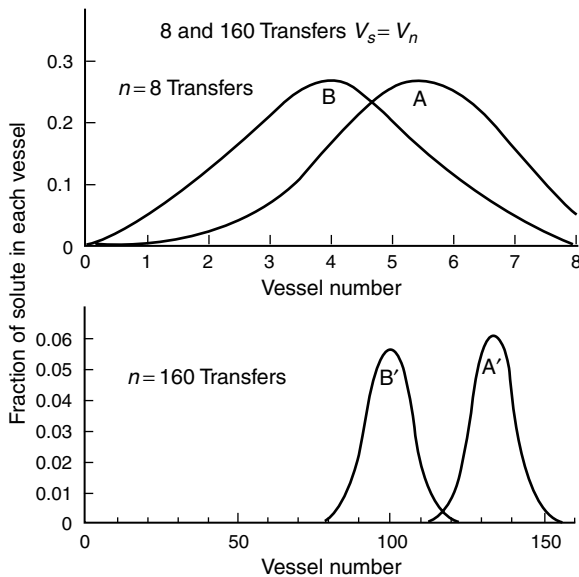 8 and 160 Transfers Vs = Vn
n = 8 Transfers
Fraction of solute in each vessel
0.3
0.2
0.1
0
B
A
0 1 2 3 4 5 6 7 8
Vessel number
n = 160 Transfers
0.06
0.05
0.04
0.03
0.02
0.01
0
B′
A′
0 50 100 150
Vessel number